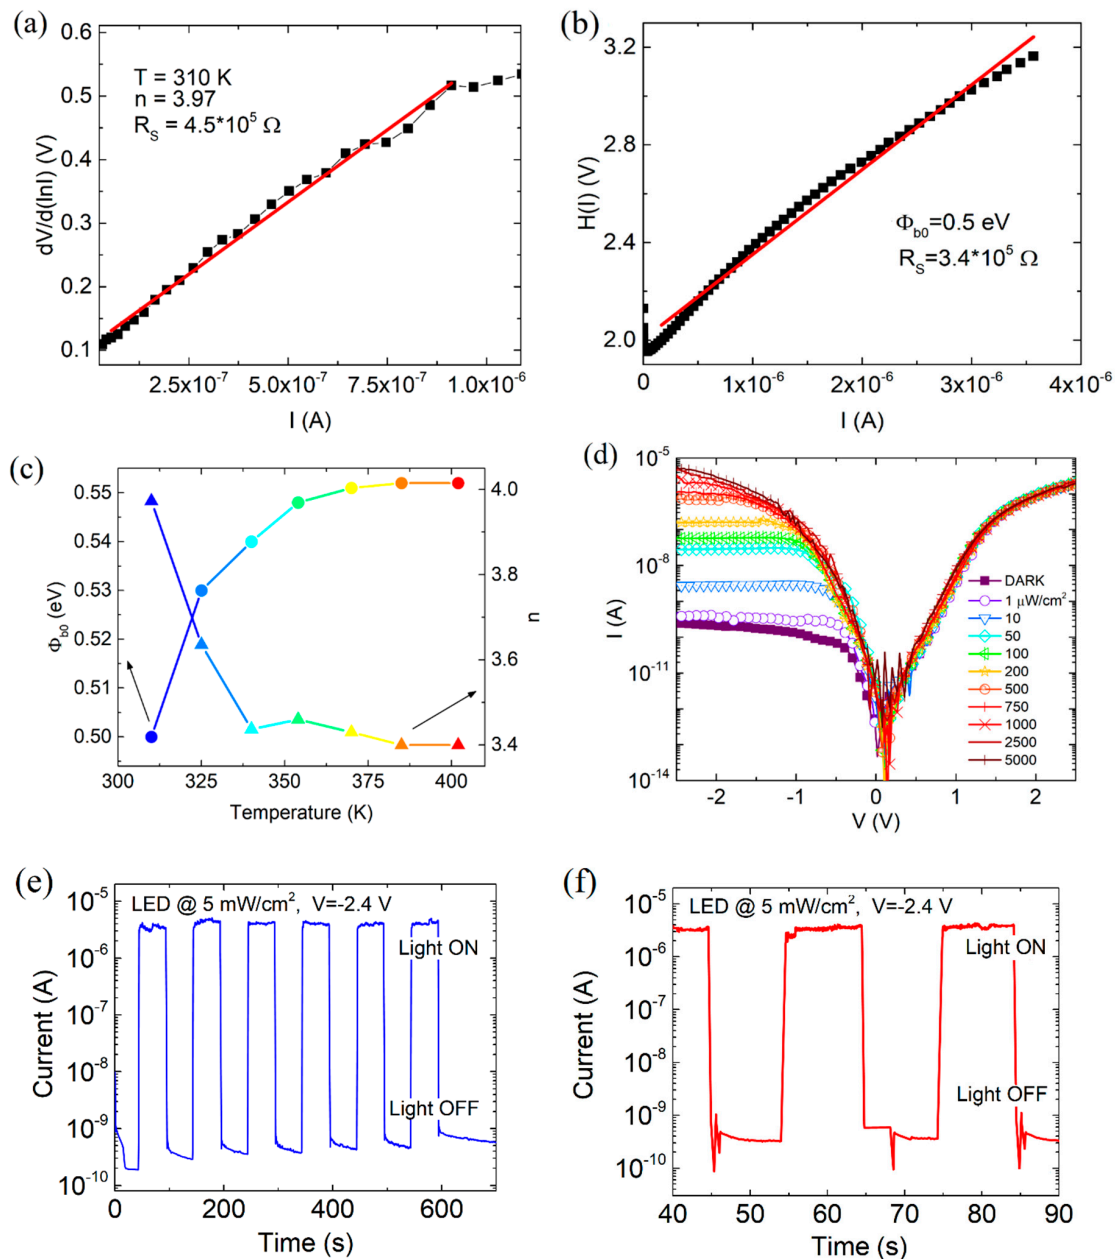 (a)
0.6
0.5
0.4
0.3
0.2
0.1
dV/d(lnI) (V)
T = 310 K
n = 3.97
R_S = 4.5*10^5 Ω
2.5x10^-7 5.0x10^-7 7.5x10^-7 1.0x10^-6
I (A)
(b)
3.2
2.8
2.4
2.0
H(I) (V)
Φ_b0=0.5 eV
R_S=3.4*10^5 Ω
0 1x10^-6 2x10^-6 3x10^-6 4x10^-6
I (A)
(c)
0.55
0.54
0.53
0.52
0.51
0.50
Φ_b0 (eV)
4.0
3.8
3.6
3.4
n
300 325 350 375 400
Temperature (K)
(d)
10^-5
10^-8
10^-11
10^-14
I (A)
DARK
1 μW/cm²
10
50
100
200
500
750
1000
2500
5000
-2 -1 0 1 2
V (V)
(e)
10^-5
10^-6
10^-7
10^-8
10^-9
10^-10
Current (A)
LED @ 5 mW/cm², V=-2.4 V
Light ON
Light OFF
0 200 400 600
Time (s)
(f)
10^-5
10^-6
10^-7
10^-8
10^-9
10^-10
Current (A)
LED @ 5 mW/cm², V=-2.4 V
Light ON
Light OFF
40 50 60 70 80 90
Time (s)